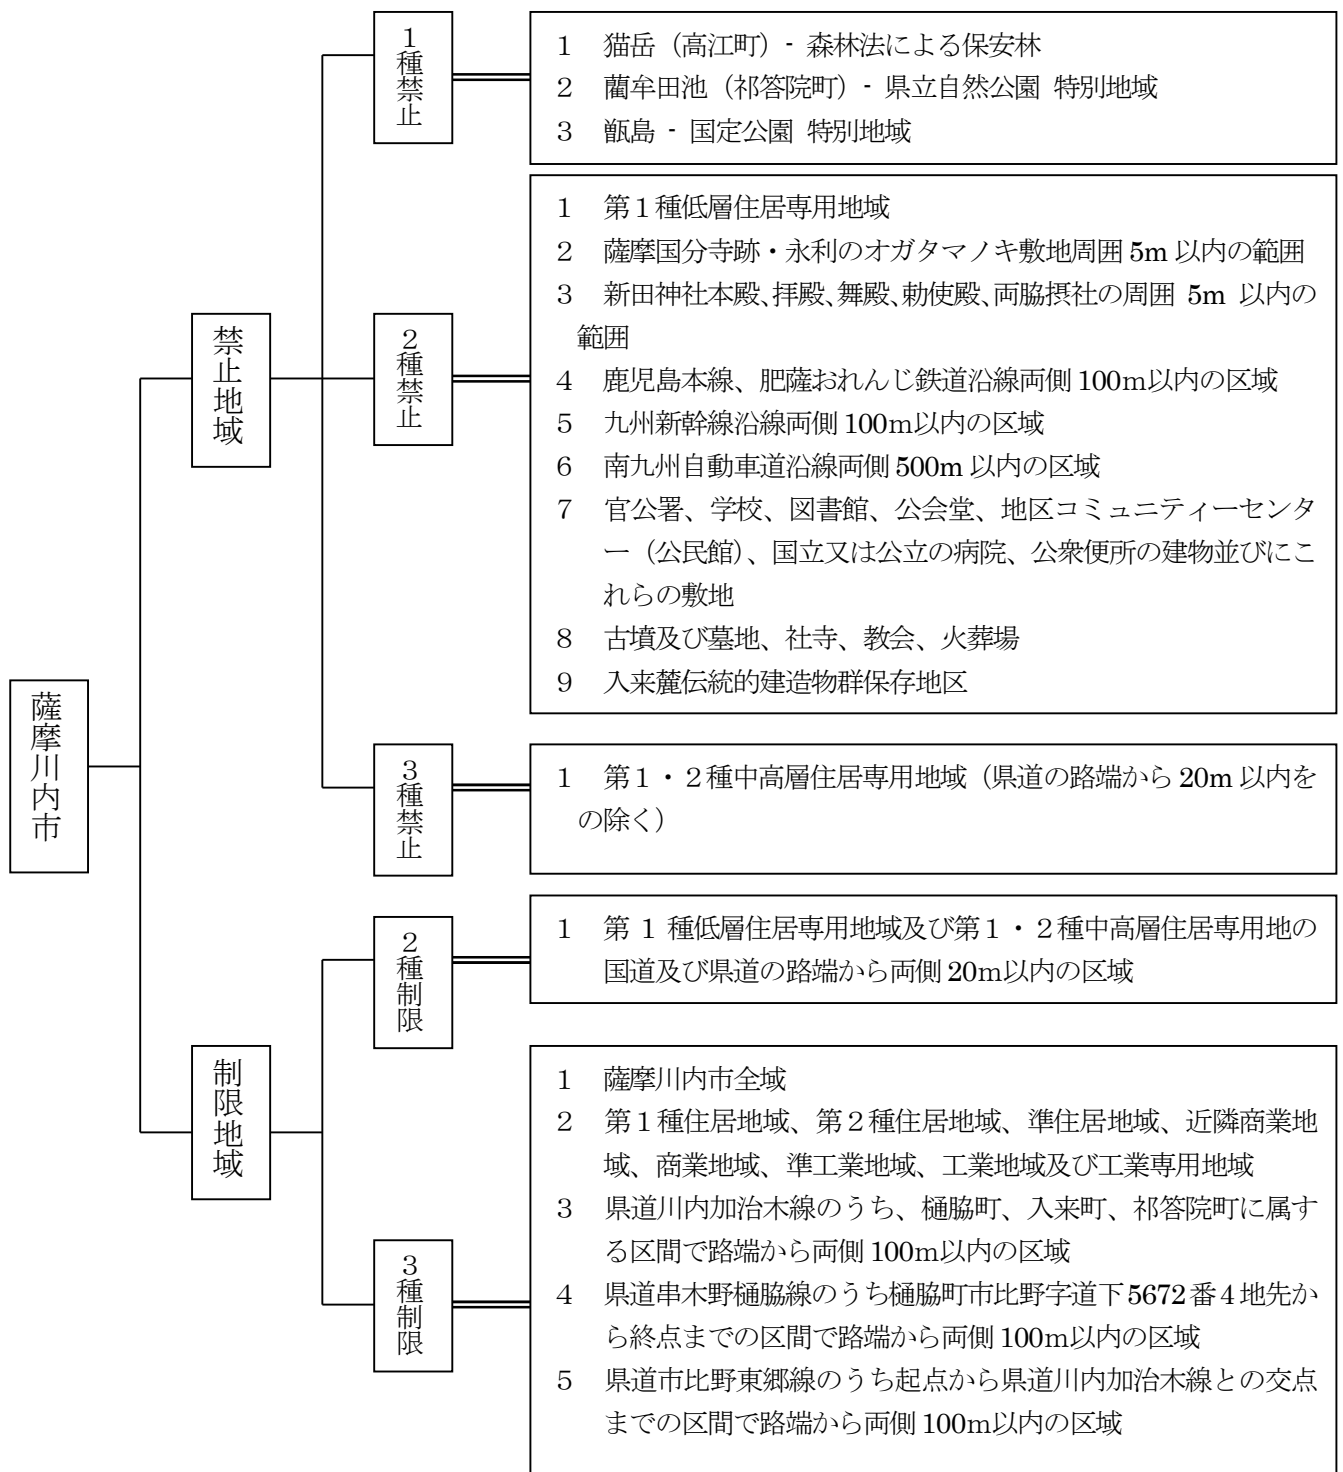 薩摩川内市
禁止地域
1種禁止
1 猫岳（高江町）- 森林法による保安林
2 藺牟田池（祁答院町）- 県立自然公園 特別地域
3 甑島 - 国定公園 特別地域
2種禁止
1 第1種低層住居専用地域
2 薩摩国分寺跡・永利のオガタマノキ敷地周囲 5m 以内の範囲
3 新田神社本殿、拝殿、舞殿、勅使殿、両脇摂社の周囲 5m 以内の
範囲
4 鹿児島本線、肥薩おれんじ鉄道沿線両側 100m以内の区域
5 九州新幹線沿線両側 100m以内の区域
6 南九州自動車道沿線両側 500m 以内の区域
7 官公署、学校、図書館、公会堂、地区コミュニティーセンタ
ー（公民館）、国立又は公立の病院、公衆便所の建物並びにこ
れらの敷地
8 古墳及び墓地、社寺、教会、火葬場
9 入来麓伝統的建造物群保存地区
3種禁止
1 第1・2種中高層住居専用地域（県道の路端から 20m 以内を
の除く）
制限地域
2種制限
1 第 1 種低層住居専用地域及び第1・2種中高層住居専用地の
国道及び県道の路端から両側 20m以内の区域
3種制限
1 薩摩川内市全域
2 第1種住居地域、第2種住居地域、準住居地域、近隣商業地
域、商業地域、準工業地域、工業地域及び工業専用地域
3 県道川内加治木線のうち、樋脇町、入来町、祁答院町に属す
る区間で路端から両側 100m以内の区域
4 県道串木野樋脇線のうち樋脇町市比野字道下 5672 番4地先か
ら終点までの区間で路端から両側 100m以内の区域
5 県道市比野東郷線のうち起点から県道川内加治木線との交点
までの区間で路端から両側 100m以内の区域